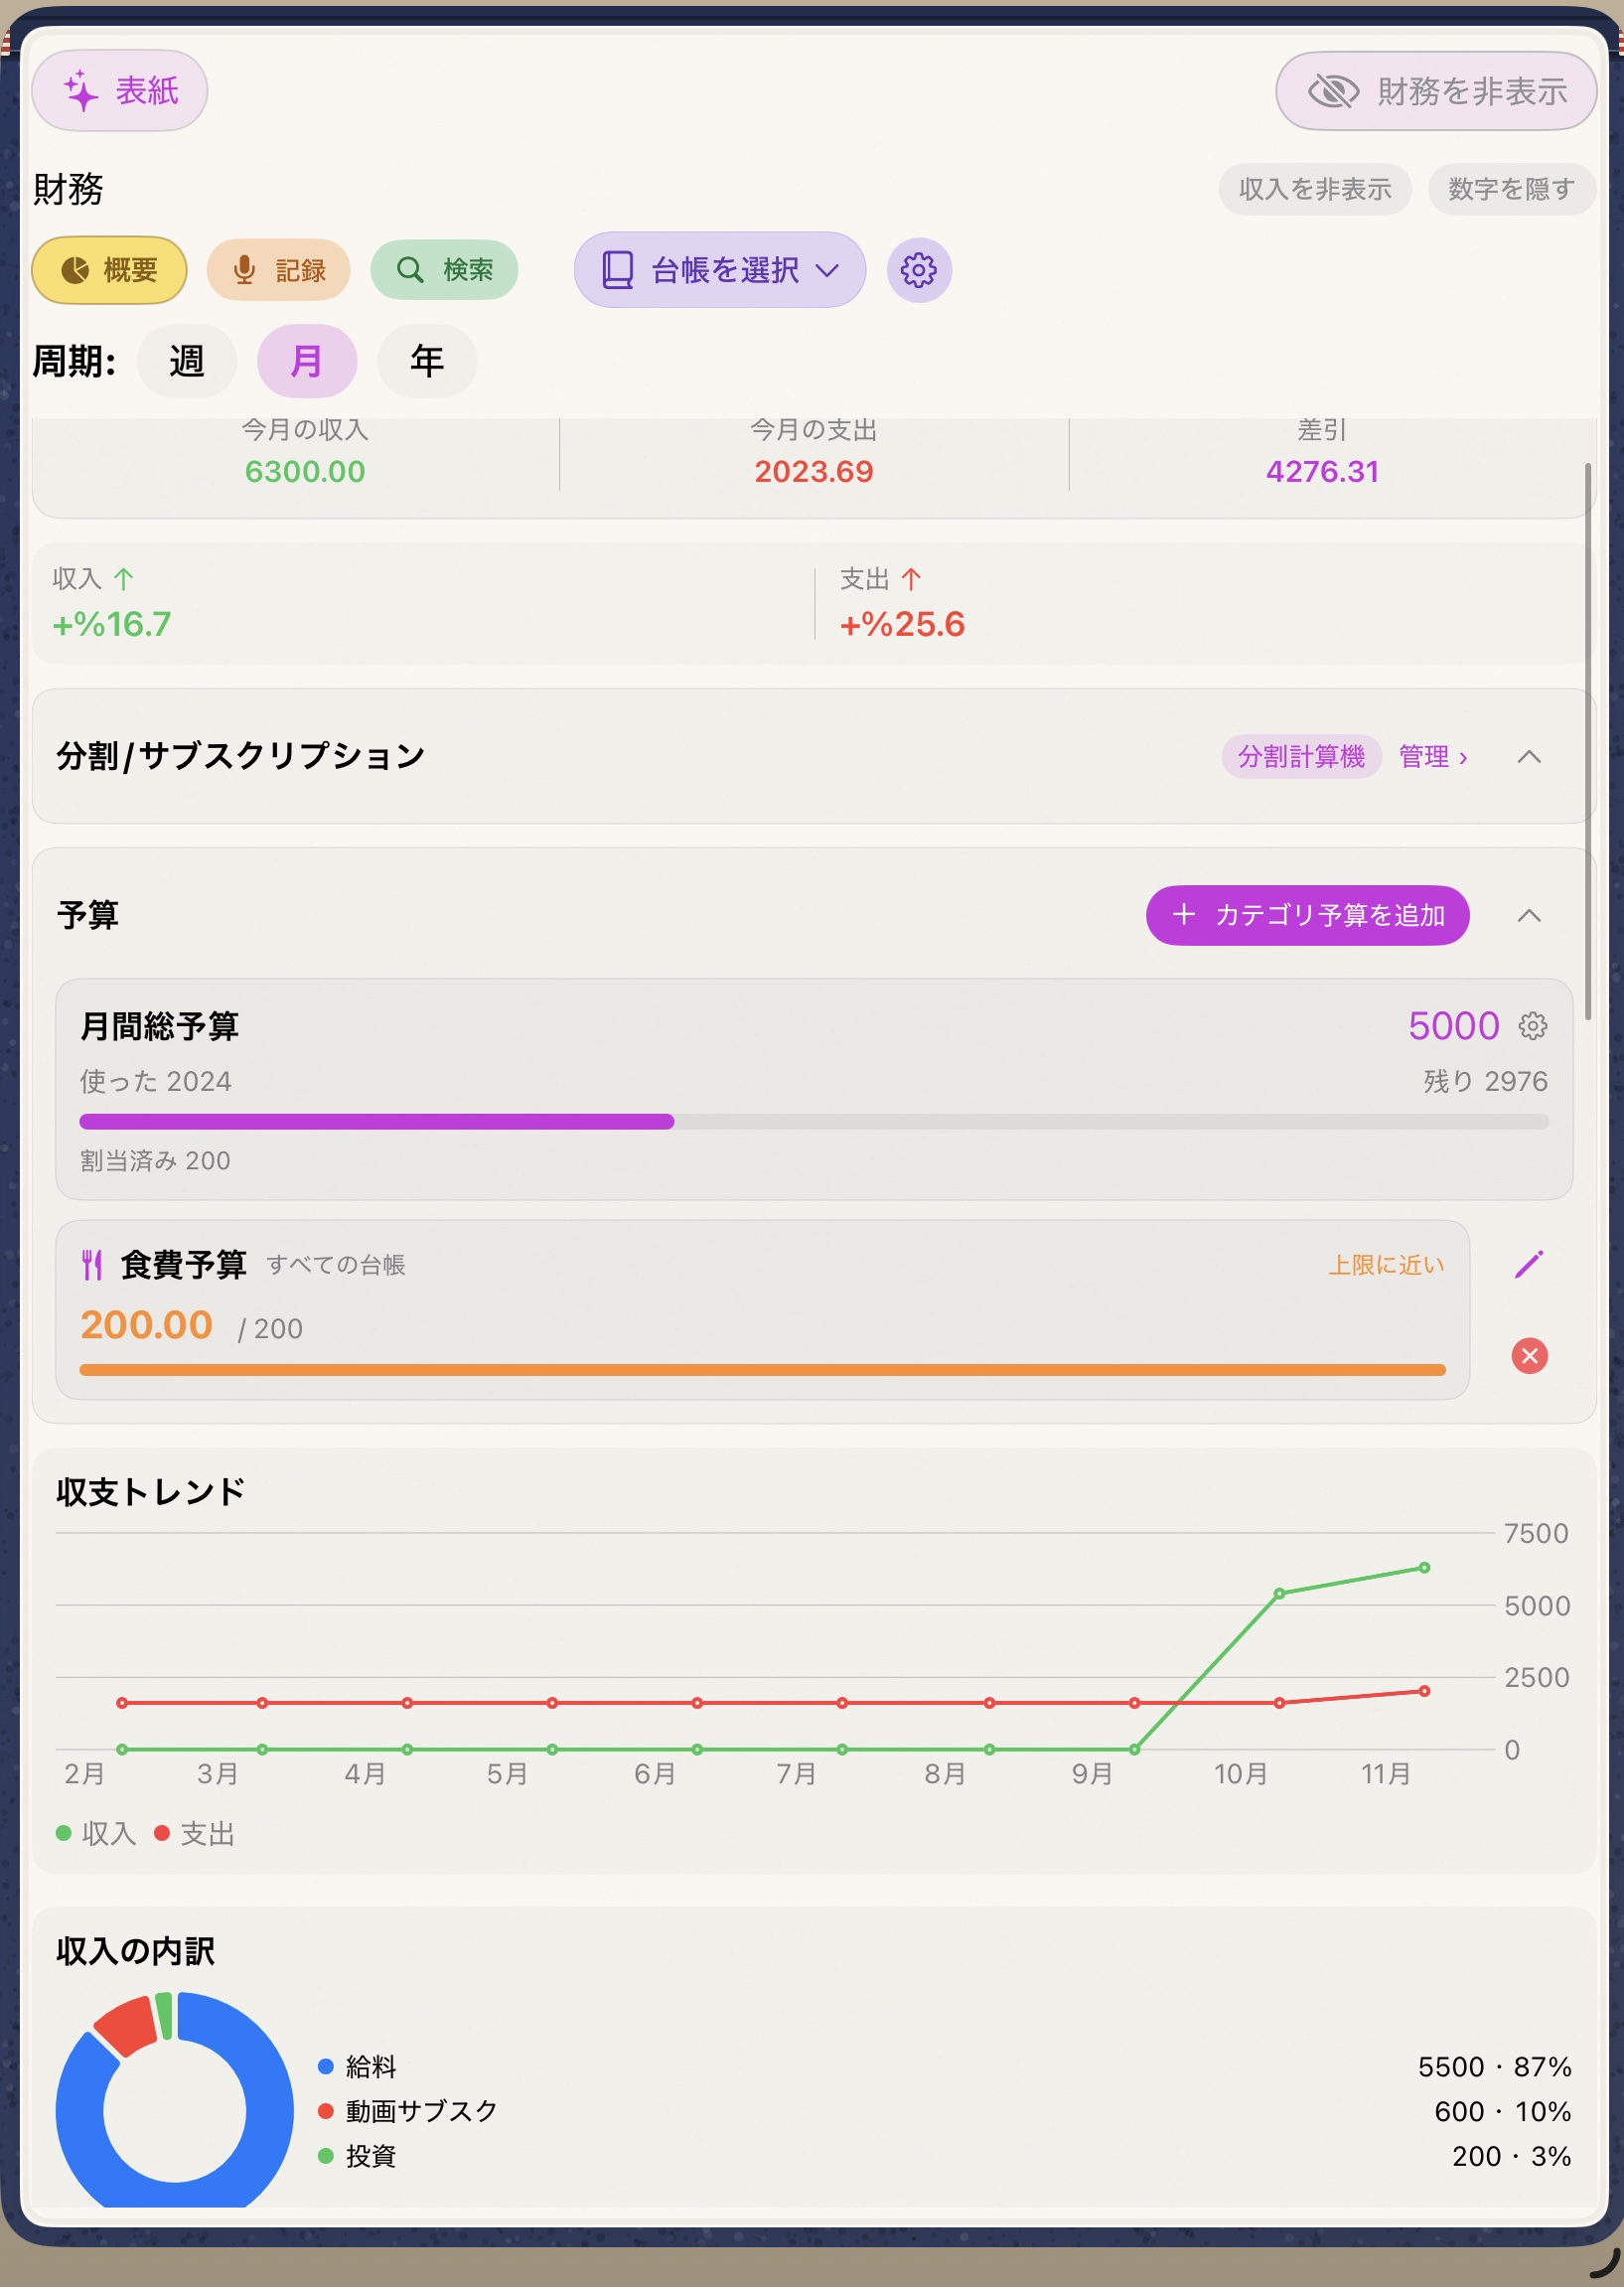 表紙
財務を非表示
財務
収入を非表示
数字を隠す
概要
記録
検索
台帳を選択
周期:
週
月
年
今月の収入
今月の支出
差引
6300.00
2023.69
4276.31
収入 ↑
支出 ↑
+%16.7
+%25.6
分割/サブスクリプション
分割計算機
管理 ›
予算
+ カテゴリ予算を追加
月間総予算
5000
使った 2024
残り 2976
割当済み 200
食費予算 すべての台帳
上限に近い
200.00 / 200
収支トレンド
7500
5000
2500
0
2月 3月 4月 5月 6月 7月 8月 9月 10月 11月
収入 支出
収入の内訳
給料 5500 · 87%
動画サブスク 600 · 10%
投資 200 · 3%